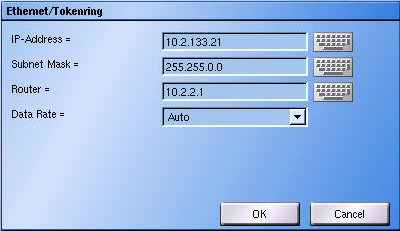 Ethernet/Tokenring
IP-Address = 10.2.133.21
Subnet Mask = 255.255.0.0
Router = 10.2.2.1
Data Rate = Auto
OK Cancel